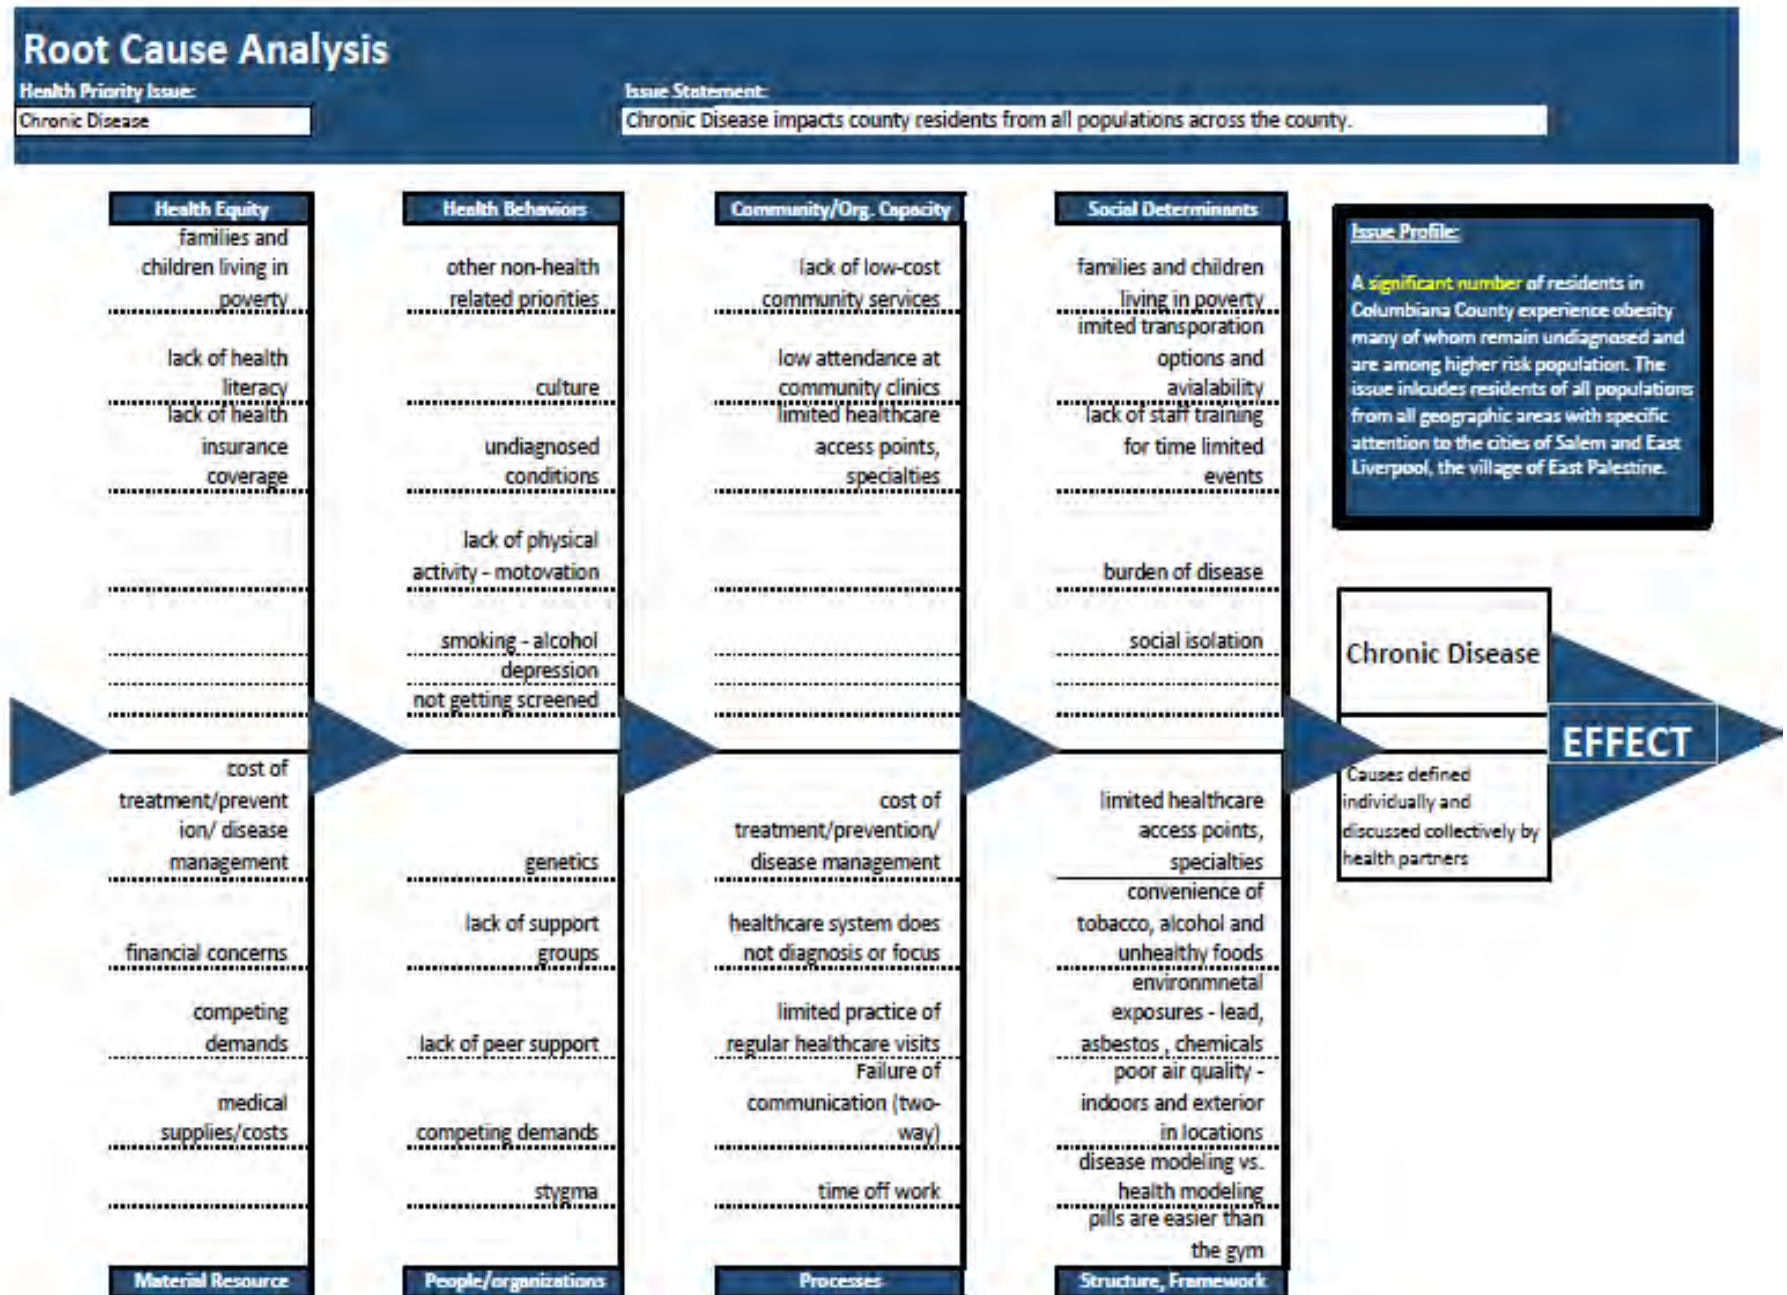 Root Cause Analysis
Health Priority Issue:
Chronic Disease
Issue Statement:
Chronic Disease impacts county residents from all populations across the county.
Health Equity
families and
children living in
poverty
lack of health
literacy
lack of health
insurance
coverage
Health Behaviors
other non-health
related priorities
culture
undiagnosed
conditions
lack of physical
activity - motovation
smoking - alcohol
depression
not getting screened
Community/Org. Capacity
lack of low-cost
community services
low attendance at
community clinics
limited healthcare
access points,
specialties
Social Determinants
families and children
living in poverty
imited transporation
options and
avialability
lack of staff training
for time limited
events
burden of disease
social isolation
Issue Profile:
A significant number of residents in
Columbiana County experience obesity
many of whom remain undiagnosed and
are among higher risk population. The
issue inlcudes residents of all populations
from all geographic areas with specific
attention to the cities of Salem and East
Liverpool, the village of East Palestine.
Chronic Disease
EFFECT
Causes defined
individually and
discussed collectively by
health partners
cost of
treatment/prevent
ion/ disease
management
financial concerns
competing
demands
medical
supplies/costs
Material Resource
genetics
lack of support
groups
lack of peer support
competing demands
stygma
People/organizations
cost of
treatment/prevention/
disease management
healthcare system does
not diagnosis or focus
limited practice of
regular healthcare visits
Failure of
communication (two-
way)
time off work
Processes
limited healthcare
access points,
specialties
convenience of
tobacco, alcohol and
unhealthy foods
environmnetal
exposures - lead,
asbestos , chemicals
poor air quality -
indoors and exterior
in locations
disease modeling vs.
health modeling
pills are easier than
the gym
Structure, Framework